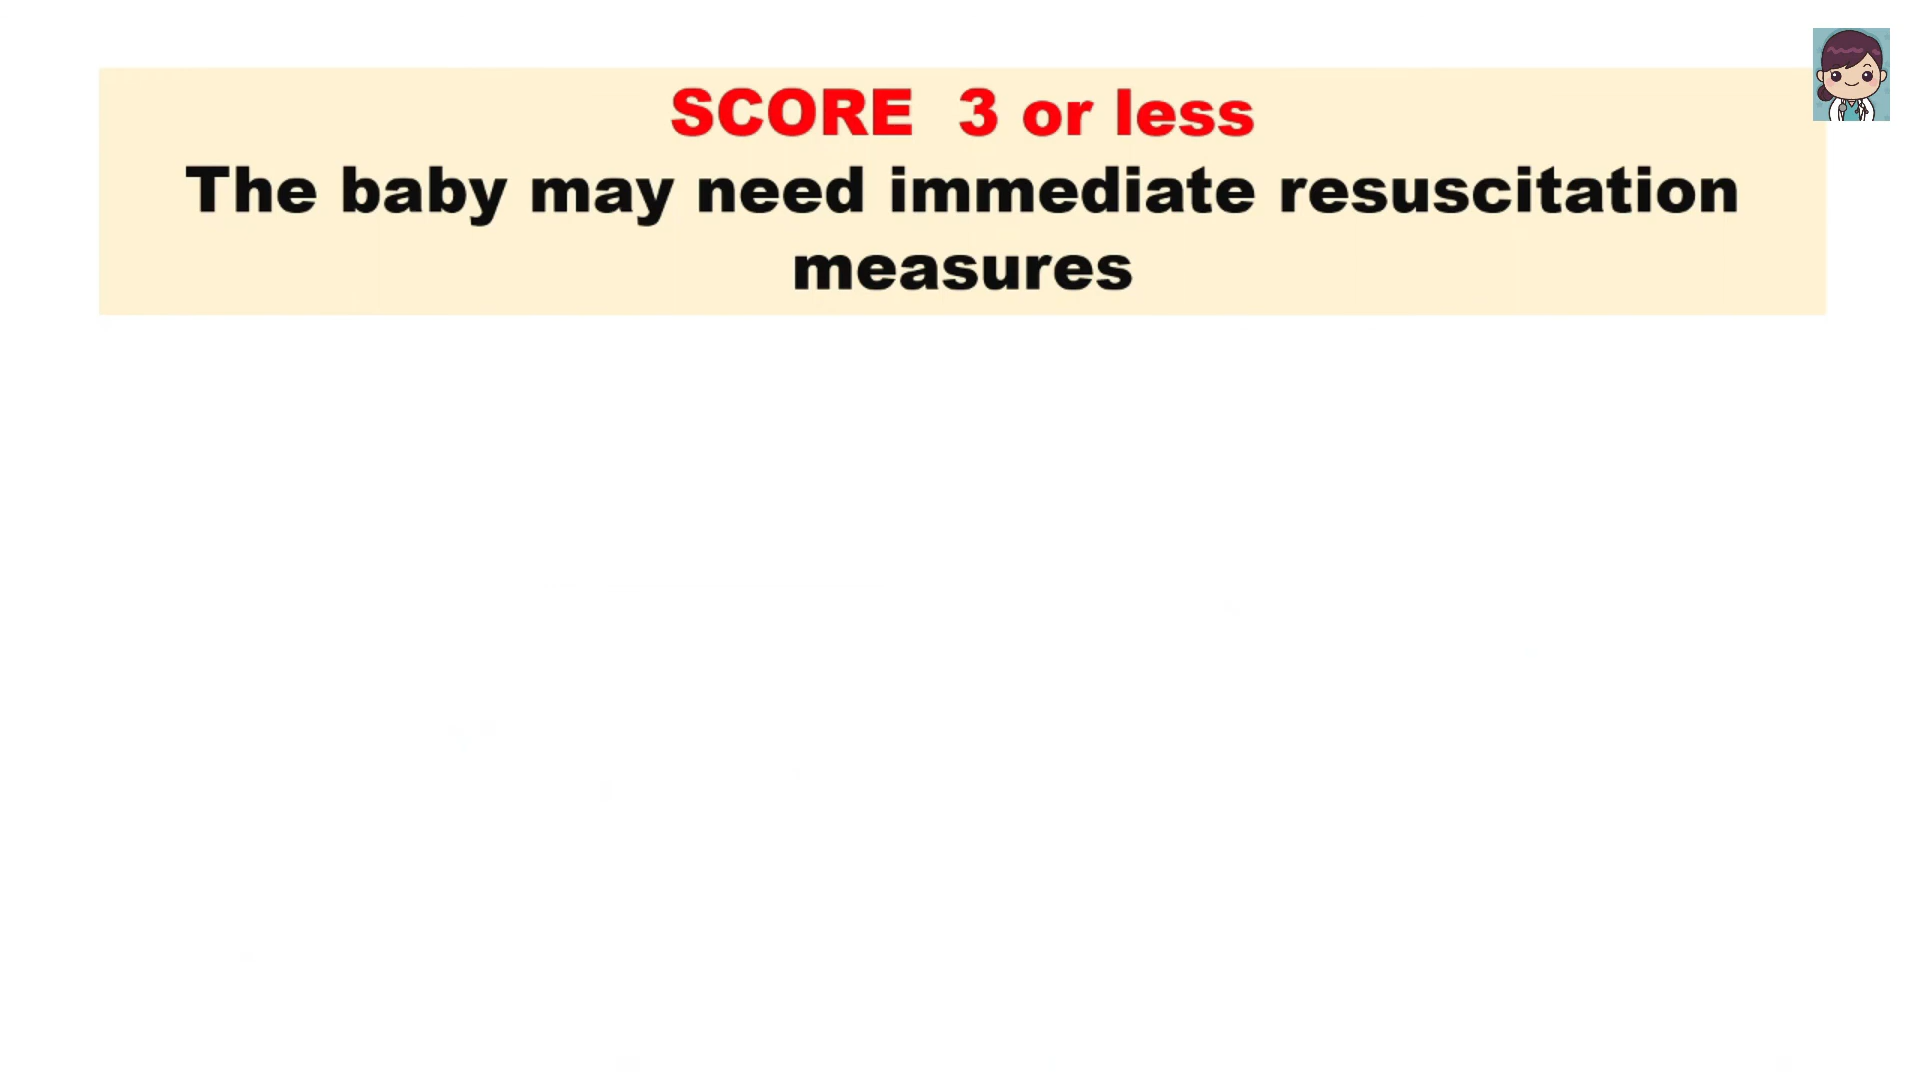 SCORE  3 or less
The baby may need immediate resuscitation
measures